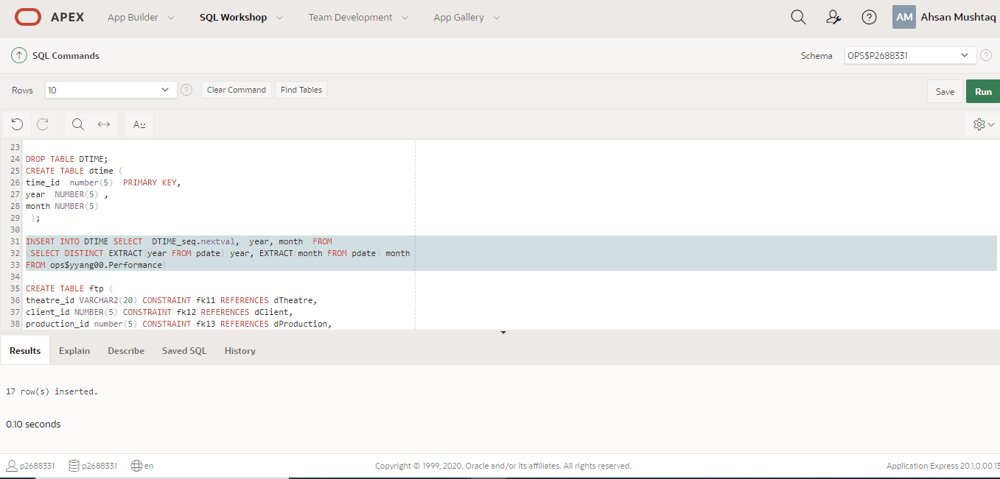 APEX App Builder SQL Workshop Team Development App Gallery AM Ahsan Mushtaq
SQL Commands Schema OPS$P2688331
Rows 10 Clear Command Find Tables Save Run
A::
23
24 DROP TABLE DTIME;
25 CREATE TABLE dtime (
26 time_id  number(5)  PRIMARY KEY,
27 year  NUMBER(5) ,
28 month NUMBER(5)
29  );
30
31 INSERT INTO DTIME SELECT  DTIME_seq.nextval,  year, month  FROM
32 (SELECT DISTINCT EXTRACT(year FROM pdate) year, EXTRACT(month FROM pdate) month
33 FROM ops$yyang00.Performance)
34
35 CREATE TABLE ftp (
36 theatre_id VARCHAR2(20) CONSTRAINT fk11 REFERENCES dTheatre,
37 client_id NUMBER(5) CONSTRAINT fk12 REFERENCES dClient,
38 production_id number(5) CONSTRAINT fk13 REFERENCES dProduction,
Results Explain Describe Saved SQL History
17 row(s) inserted.
0.10 seconds
p2688331 p2688331 en Copyright © 1999, 2020, Oracle and/or its affiliates. All rights reserved. Application Express 20.1.0.00.13